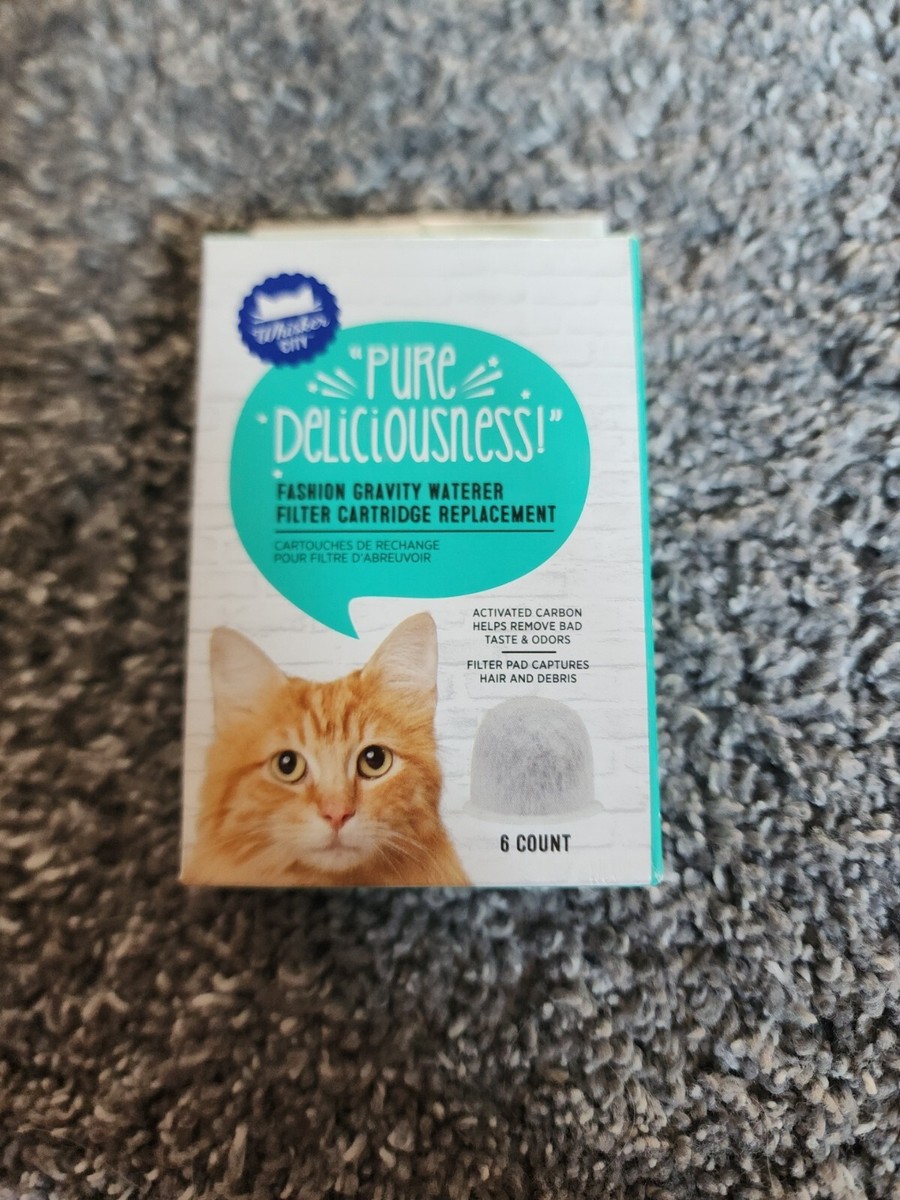 Whisker
CITY
"PURE
DELICIOUSNESS!"
FASHION GRAVITY WATERER
FILTER CARTRIDGE REPLACEMENT
CARTOUCHES DE RECHANGE
POUR FILTRE D'ABREUVOIR
ACTIVATED CARBON
HELPS REMOVE BAD
TASTE & ODORS
FILTER PAD CAPTURES
HAIR AND DEBRIS
6 COUNT